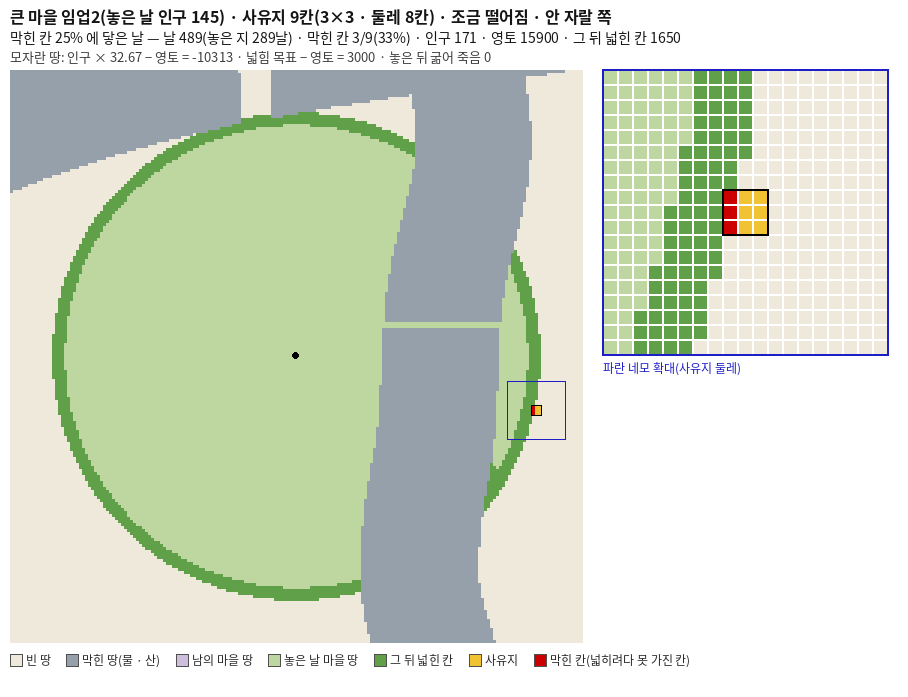 큰 마을 임업2(놓은 날 인구 145) · 사유지 9칸(3×3 · 둘레 8칸) · 조금 떨어짐 · 안 자랄 쪽
막힌 칸 25% 에 닿은 날 — 날 489(놓은 지 289날) · 막힌 칸 3/9(33%) · 인구 171 · 영토 15900 · 그 뒤 넓힌 칸 1650
모자란 땅: 인구 × 32.67 − 영토 = -10313 · 넓힘 목표 − 영토 = 3000 · 놓은 뒤 굶어 죽음 0
파란 네모 확대(사유지 둘레)
빈 땅
막힌 땅(물 · 산)
남의 마을 땅
놓은 날 마을 땅
그 뒤 넓힌 칸
사유지
막힌 칸(넓히려다 못 가진 칸)